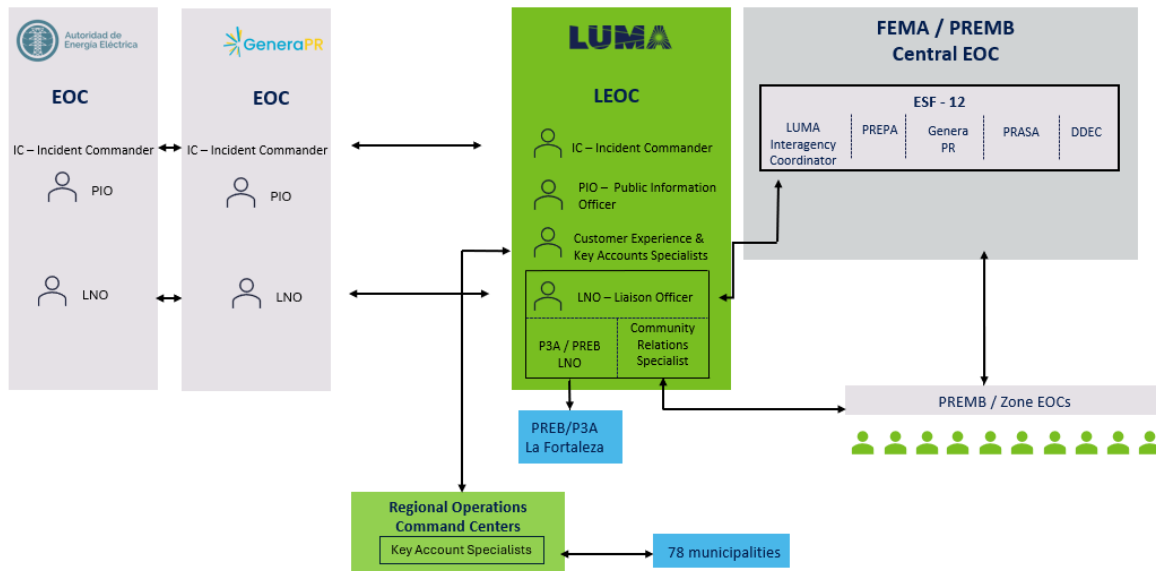 Autoridad de
Energía Eléctrica
EOC
IC – Incident Commander
PIO
LNO
GeneraPR
EOC
IC – Incident Commander
PIO
LNO
LUMA
LEOC
IC – Incident Commander
PIO – Public Information
Officer
Customer Experience &
Key Accounts Specialists
LNO – Liaison Officer
P3A / PREB
LNO
Community
Relations
Specialist
PREB/P3A
La Fortaleza
FEMA / PREMB
Central EOC
ESF - 12
LUMA
Interagency
Coordinator
PREPA
Genera
PR
PRASA
DDEC
PREMB / Zone EOCs
Regional Operations
Command Centers
Key Account Specialists
78 municipalities